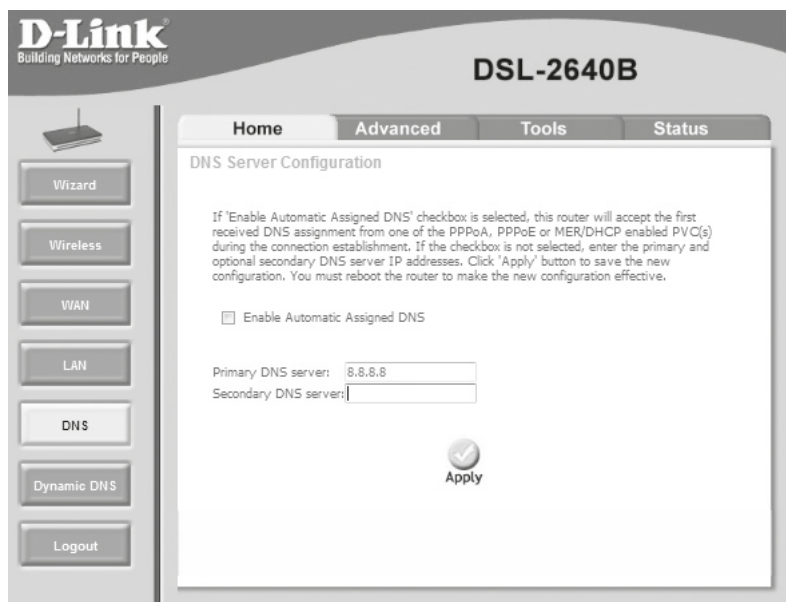 D-Link
Building Networks for People
DSL-2640B
Home
Advanced
Tools
Status
Wizard
Wireless
WAN
LAN
DNS
Dynamic DNS
Logout
DNS Server Configuration
If 'Enable Automatic Assigned DNS' checkbox is selected, this router will accept the first
received DNS assignment from one of the PPPoA, PPPoE or MER/DHCP enabled PVC(s)
during the connection establishment. If the checkbox is not selected, enter the primary and
optional secondary DNS server IP addresses. Click 'Apply' button to save the new
configuration. You must reboot the router to make the new configuration effective.
Enable Automatic Assigned DNS
Primary DNS server: 8.8.8.8
Secondary DNS server:
Apply